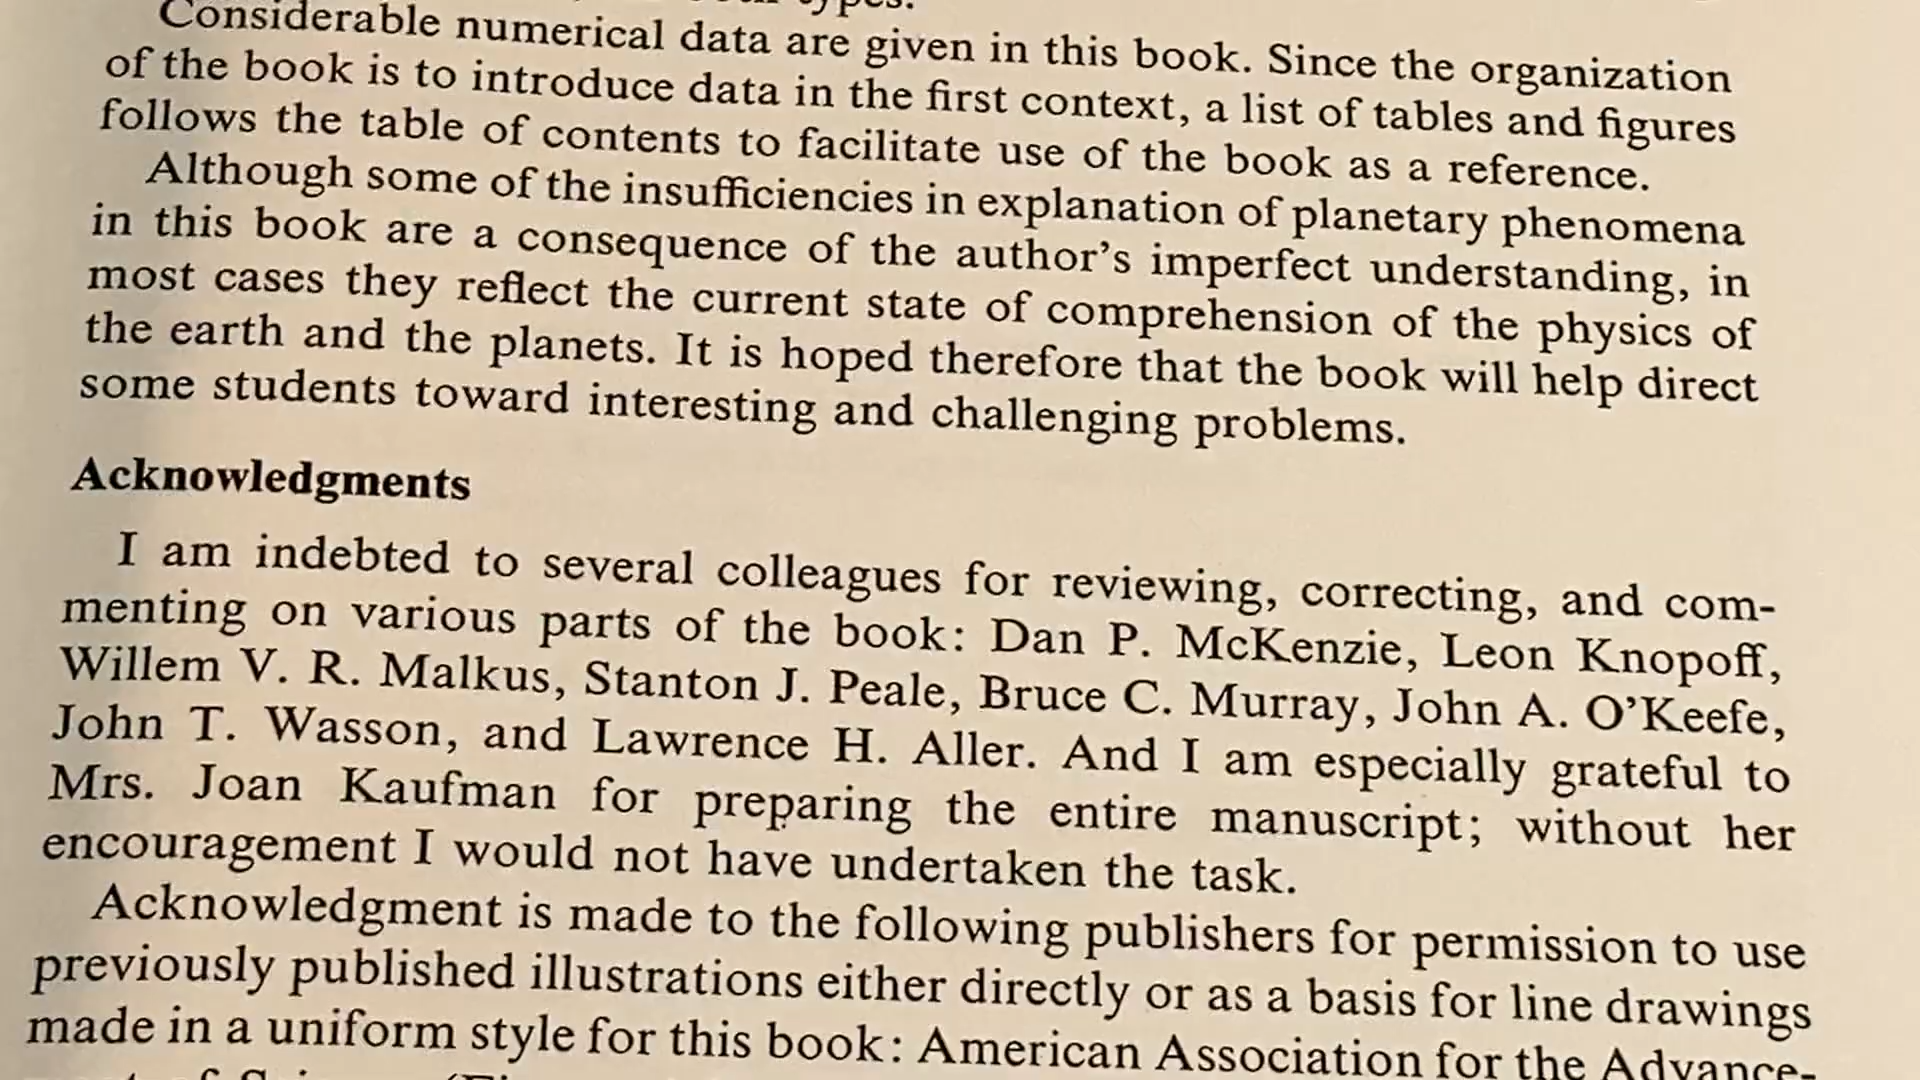 types.
Considerable numerical data are given in this book. Since the organization
of the book is to introduce data in the first context, a list of tables and figures
follows the table of contents to facilitate use of the book as a reference.
Although some of the insufficiencies in explanation of planetary phenomena
in this book are a consequence of the author's imperfect understanding, in
most cases they reflect the current state of comprehension of the physics of
the earth and the planets. It is hoped therefore that the book will help direct
some students toward interesting and challenging problems.
Acknowledgments
I am indebted to several colleagues for reviewing, correcting, and com-
menting on various parts of the book: Dan P. McKenzie, Leon Knopoff,
Willem V. R. Malkus, Stanton J. Peale, Bruce C. Murray, John A. O'Keefe,
John T. Wasson, and Lawrence H. Aller. And I am especially grateful to
Mrs. Joan Kaufman for preparing the entire manuscript; without her
encouragement I would not have undertaken the task.
Acknowledgment is made to the following publishers for permission to use
previously published illustrations either directly or as a basis for line drawings
made in a uniform style for this book: American Association for the Advance-